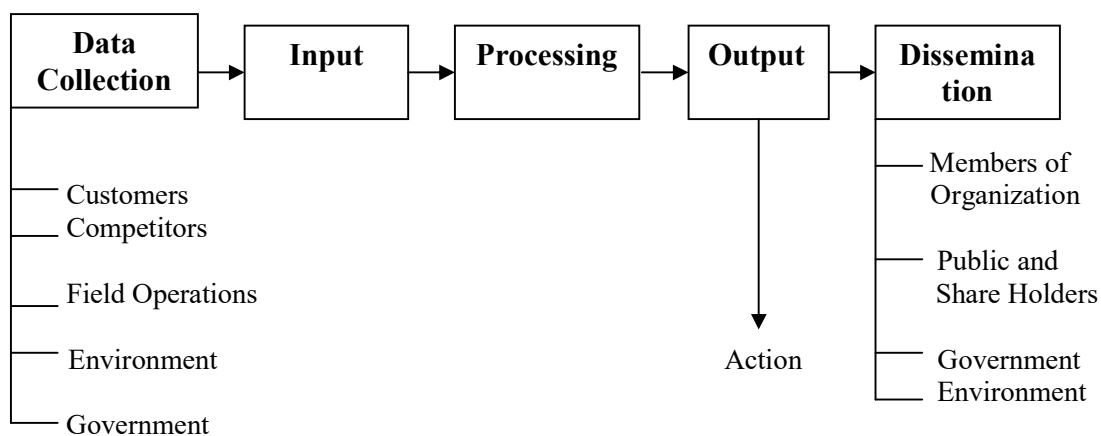 Data
Collection
Input
Processing
Output
Dissemina
tion
Customers
Competitors
Field Operations
Environment
Government
Action
Members of
Organization
Public and
Share Holders
Government
Environment